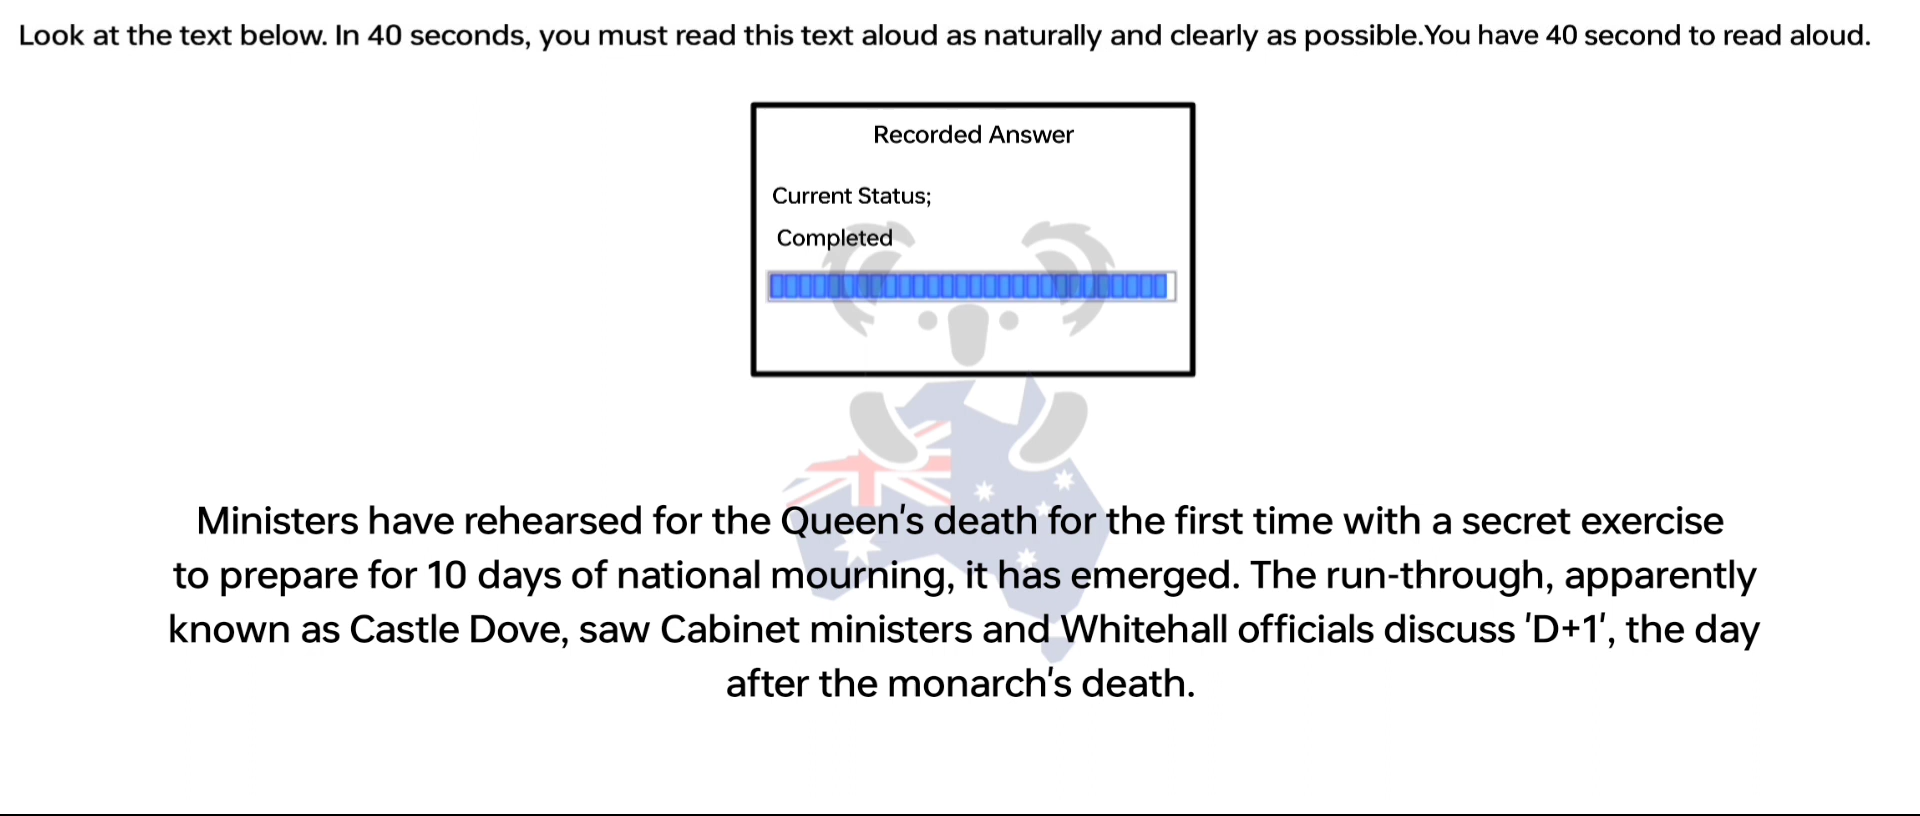 Look at the text below. In 40 seconds, you must read this text aloud as naturally and clearly as possible.You have 40 second to read aloud.
Recorded Answer
Current Status;
Completed
Ministers have rehearsed for the Queen's death for the first time with a secret exercise
to prepare for 10 days of national mourning, it has emerged. The run-through, apparently
known as Castle Dove, saw Cabinet ministers and Whitehall officials discuss 'D+1', the day
after the monarch's death.